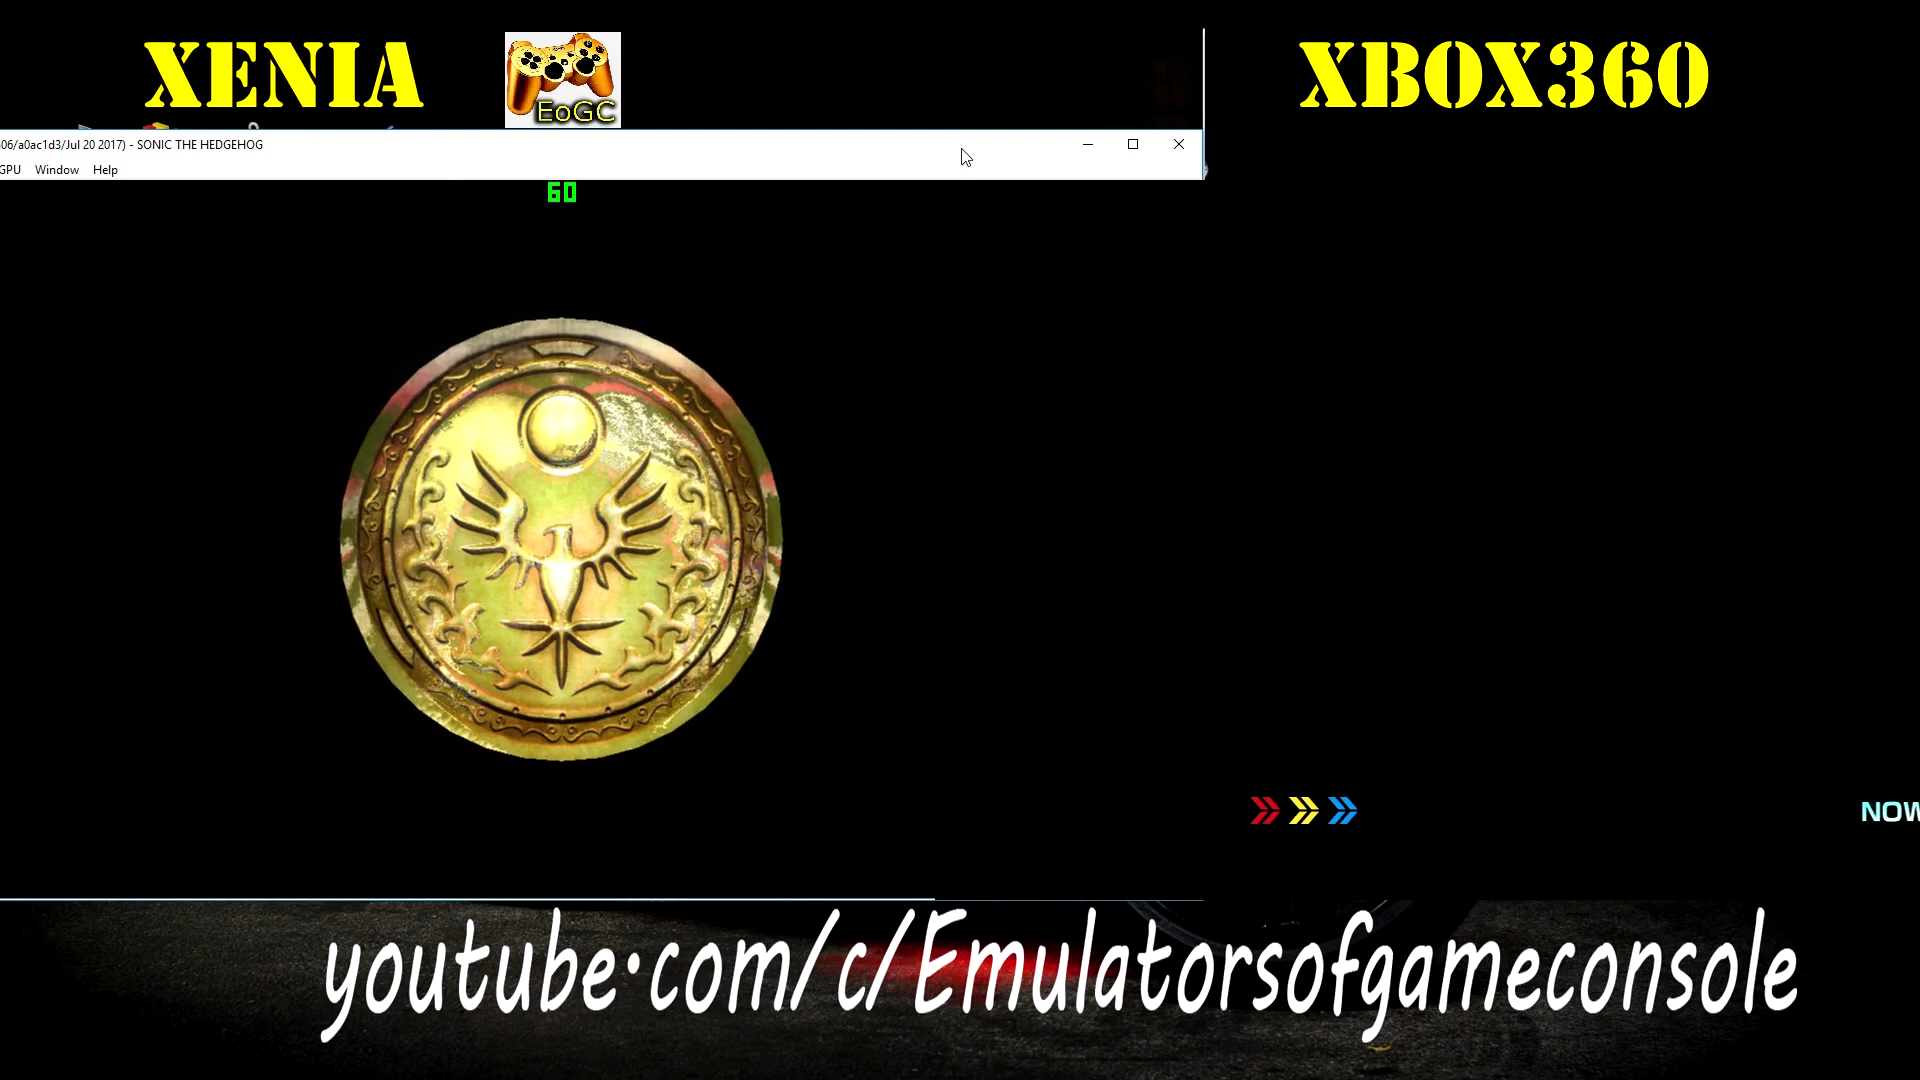 XENIA
EoGC
XBOX360
06/a0ac1d3/Jul 20 2017) - SONIC THE HEDGEHOG
GPU Window Help
60
NOW
youtube.com/c/Emulatorsofgameconsole